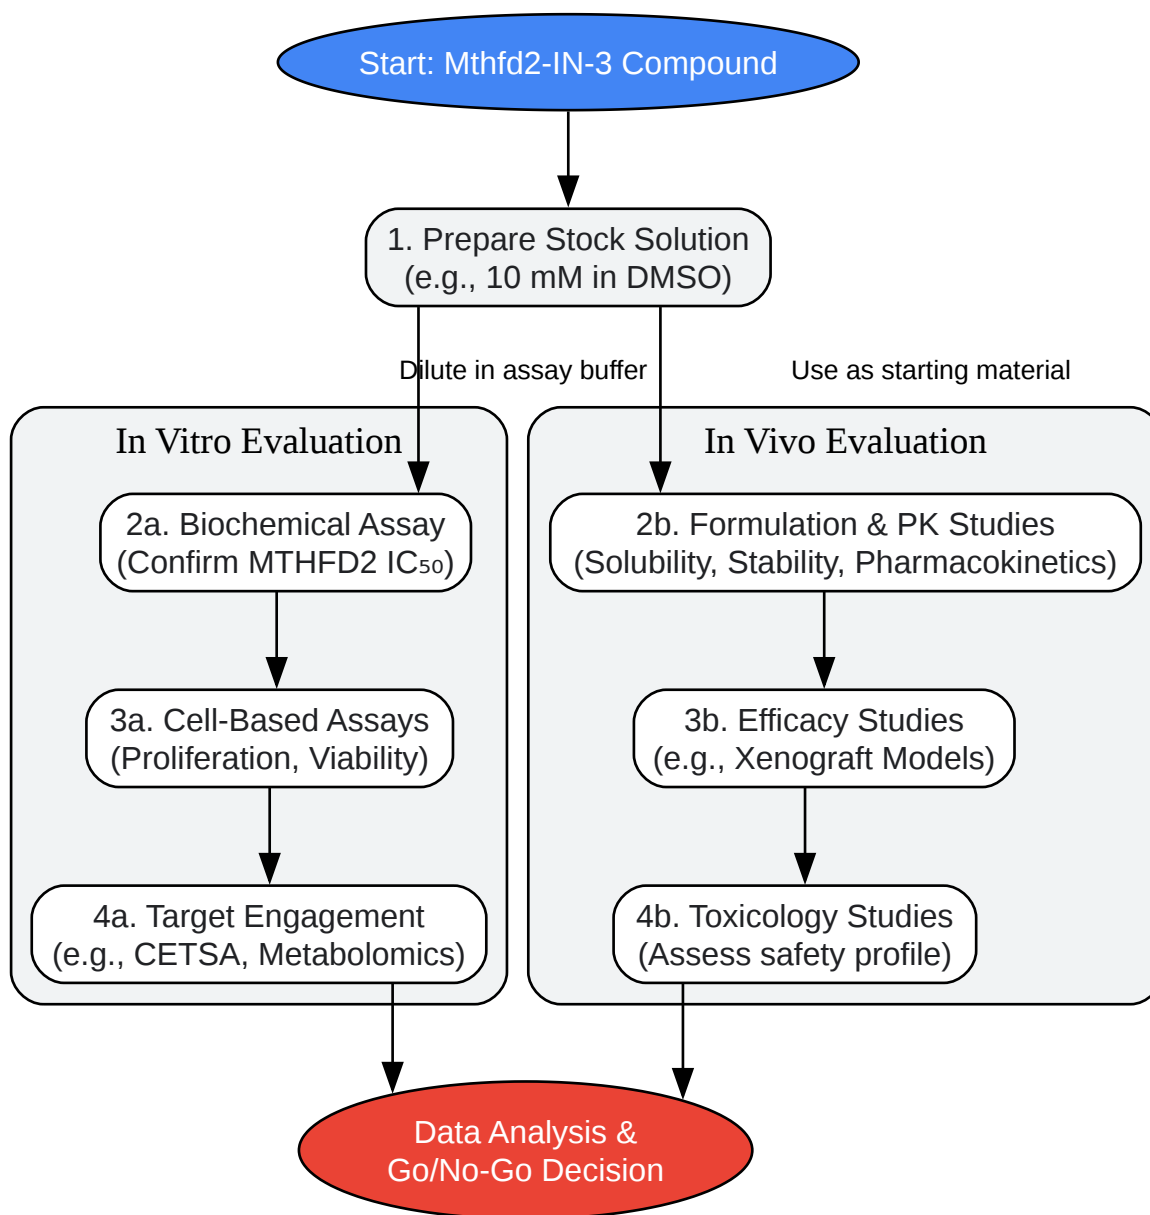 Start: Mthfd2-IN-3 Compound
1. Prepare Stock Solution
(e.g., 10 mM in DMSO)
Dilute in assay buffer
Use as starting material
In Vitro Evaluation
2a. Biochemical Assay
(Confirm MTHFD2 IC₅₀)
3a. Cell-Based Assays
(Proliferation, Viability)
4a. Target Engagement
(e.g., CETSA, Metabolomics)
In Vivo Evaluation
2b. Formulation & PK Studies
(Solubility, Stability, Pharmacokinetics)
3b. Efficacy Studies
(e.g., Xenograft Models)
4b. Toxicology Studies
(Assess safety profile)
Data Analysis &
Go/No-Go Decision